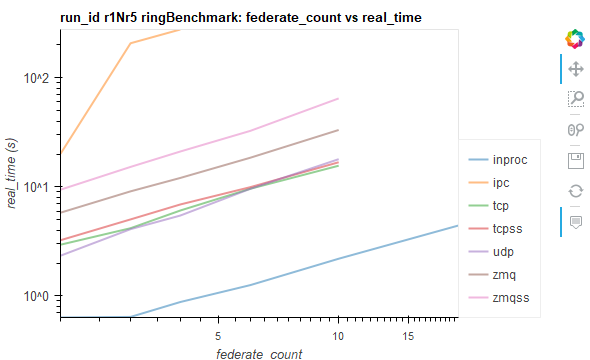 run_id r1Nr5 ringBenchmark: federate_count vs real_time
real_time (s)
10^2
10^1
10^0
5
10
15
federate_count
inproc
ipc
tcp
tcpss
udp
zmq
zmqss